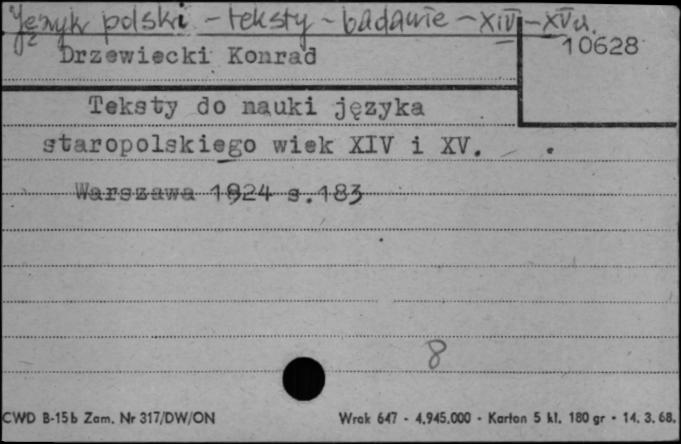 Język polski - teksty - badanie - XIV - XV w.
10628
Drzewiecki Konrad
Teksty do nauki języka
staropolskiego wiek XIV i XV.
Warszawa 1924 s.183
8
CWD B-15b Zam. Nr 317/DW/ON
Wrak 647 - 4.945.000 - Karton 5 kl. 180 gr - 14. 3. 68.